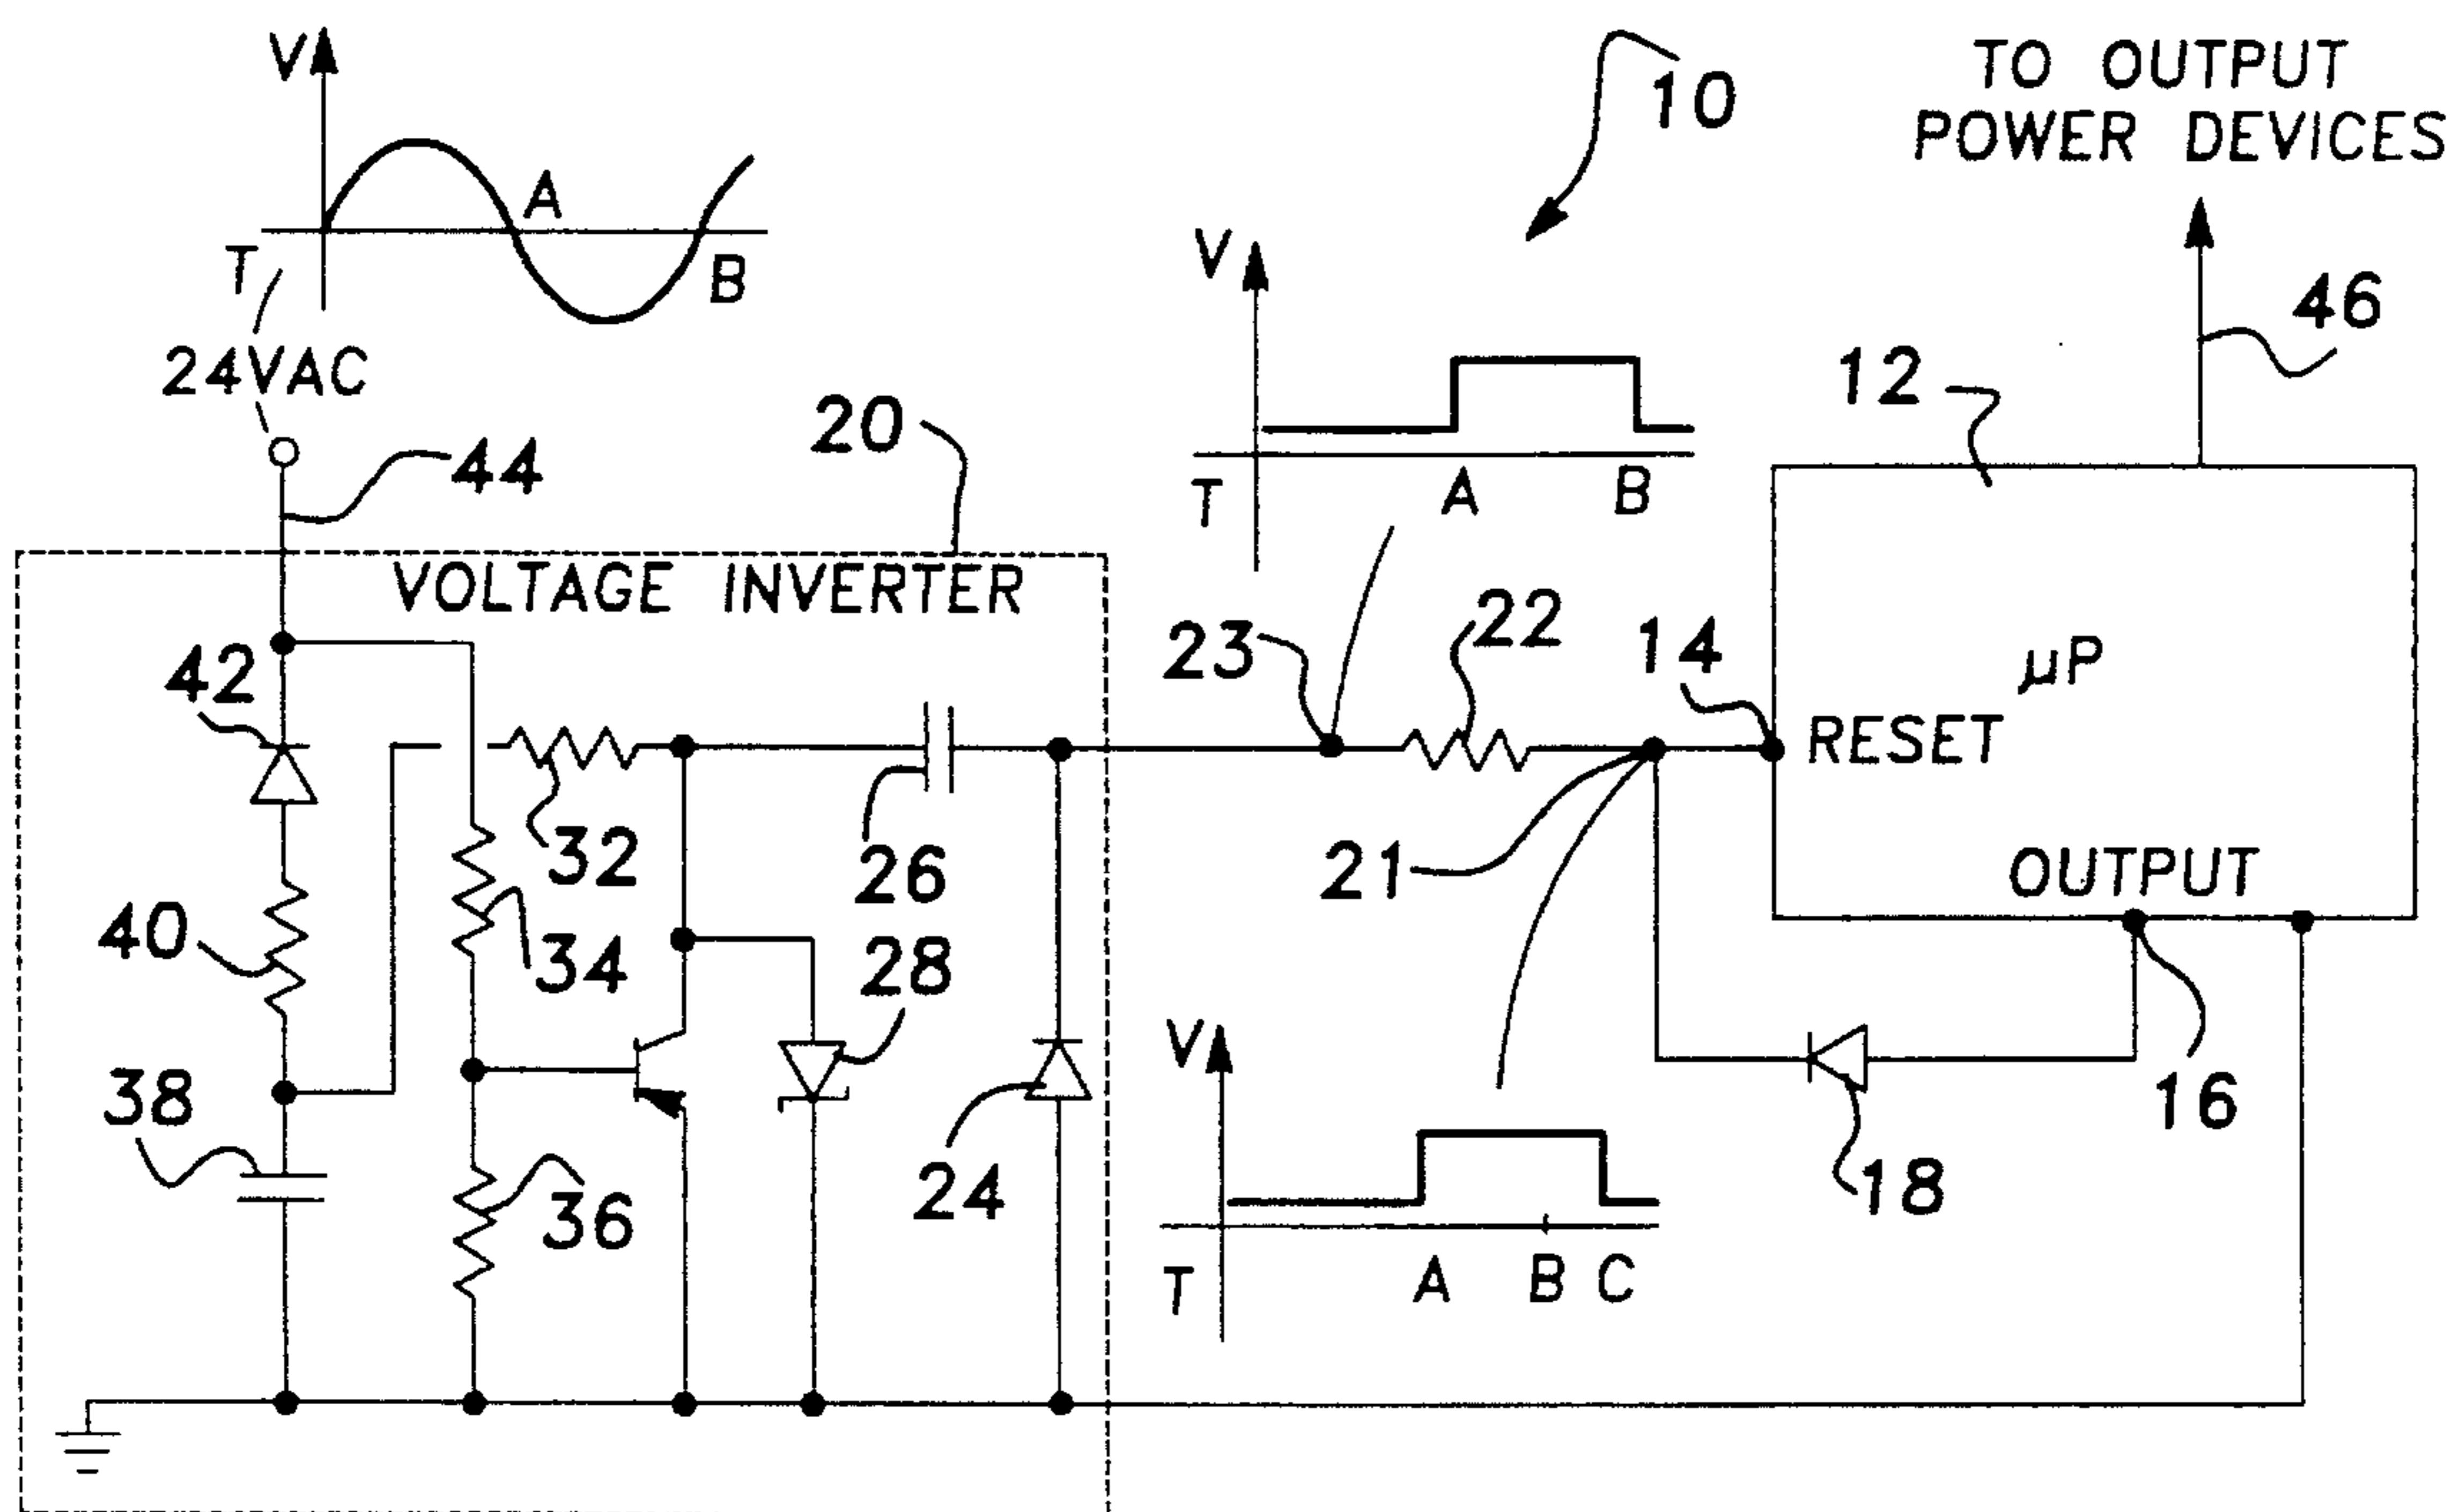 V
A
T
B
24VAC
44
20
10
TO OUTPUT
POWER DEVICES
46
V
12
T
A
B
VOLTAGE INVERTER
42
23
22
14
µP
RESET
32
26
21
OUTPUT
40
34
28
38
V
16
24
18
36
T
A
B
C